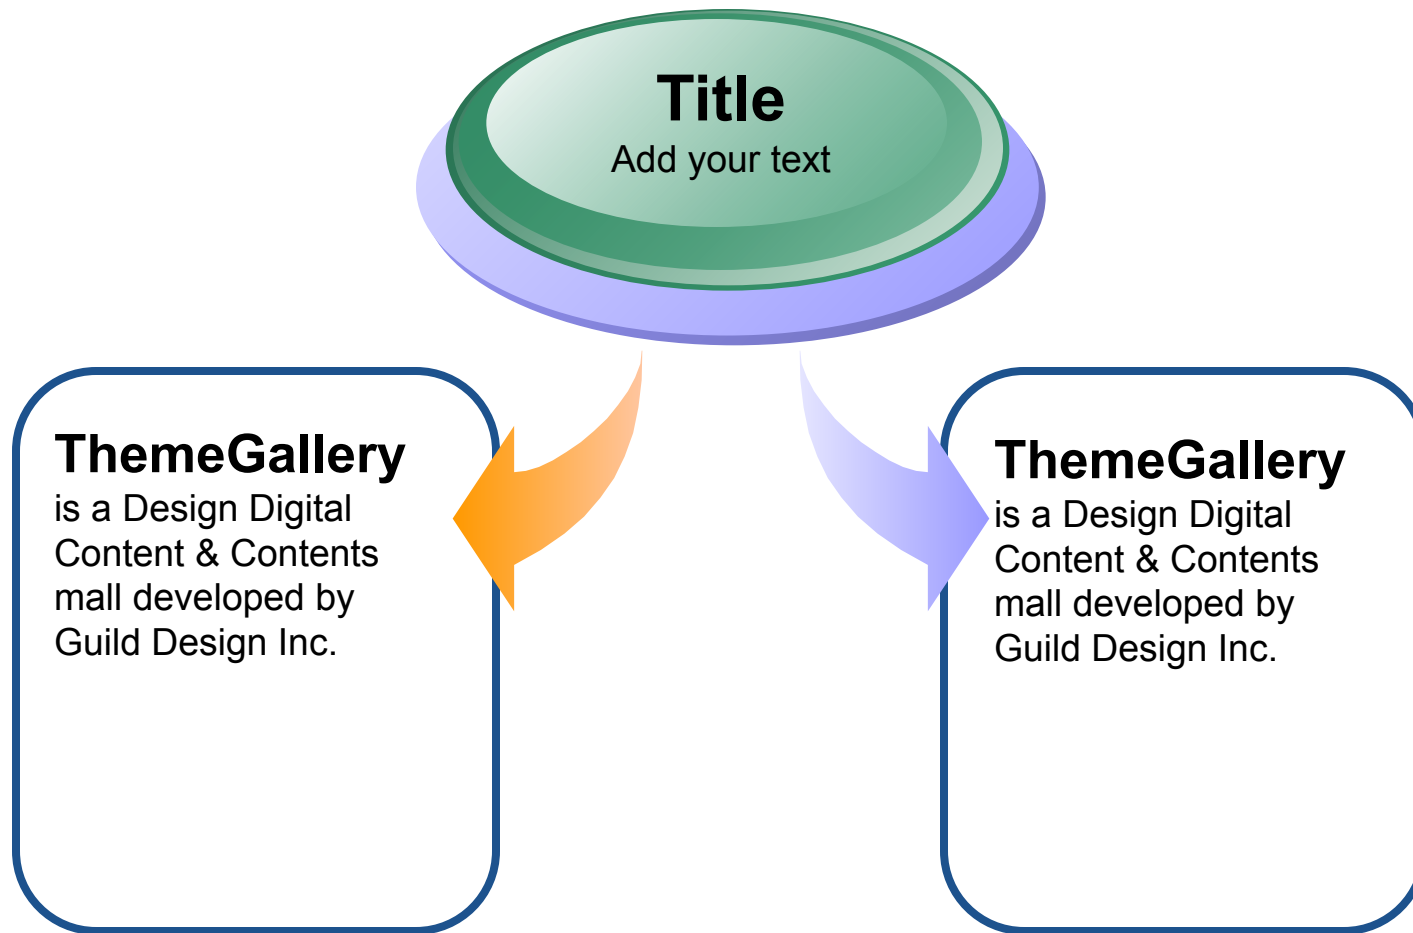 Title
Add your text
ThemeGallery
is a Design Digital
Content & Contents
mall developed by
Guild Design Inc.
ThemeGallery
is a Design Digital
Content & Contents
mall developed by
Guild Design Inc.